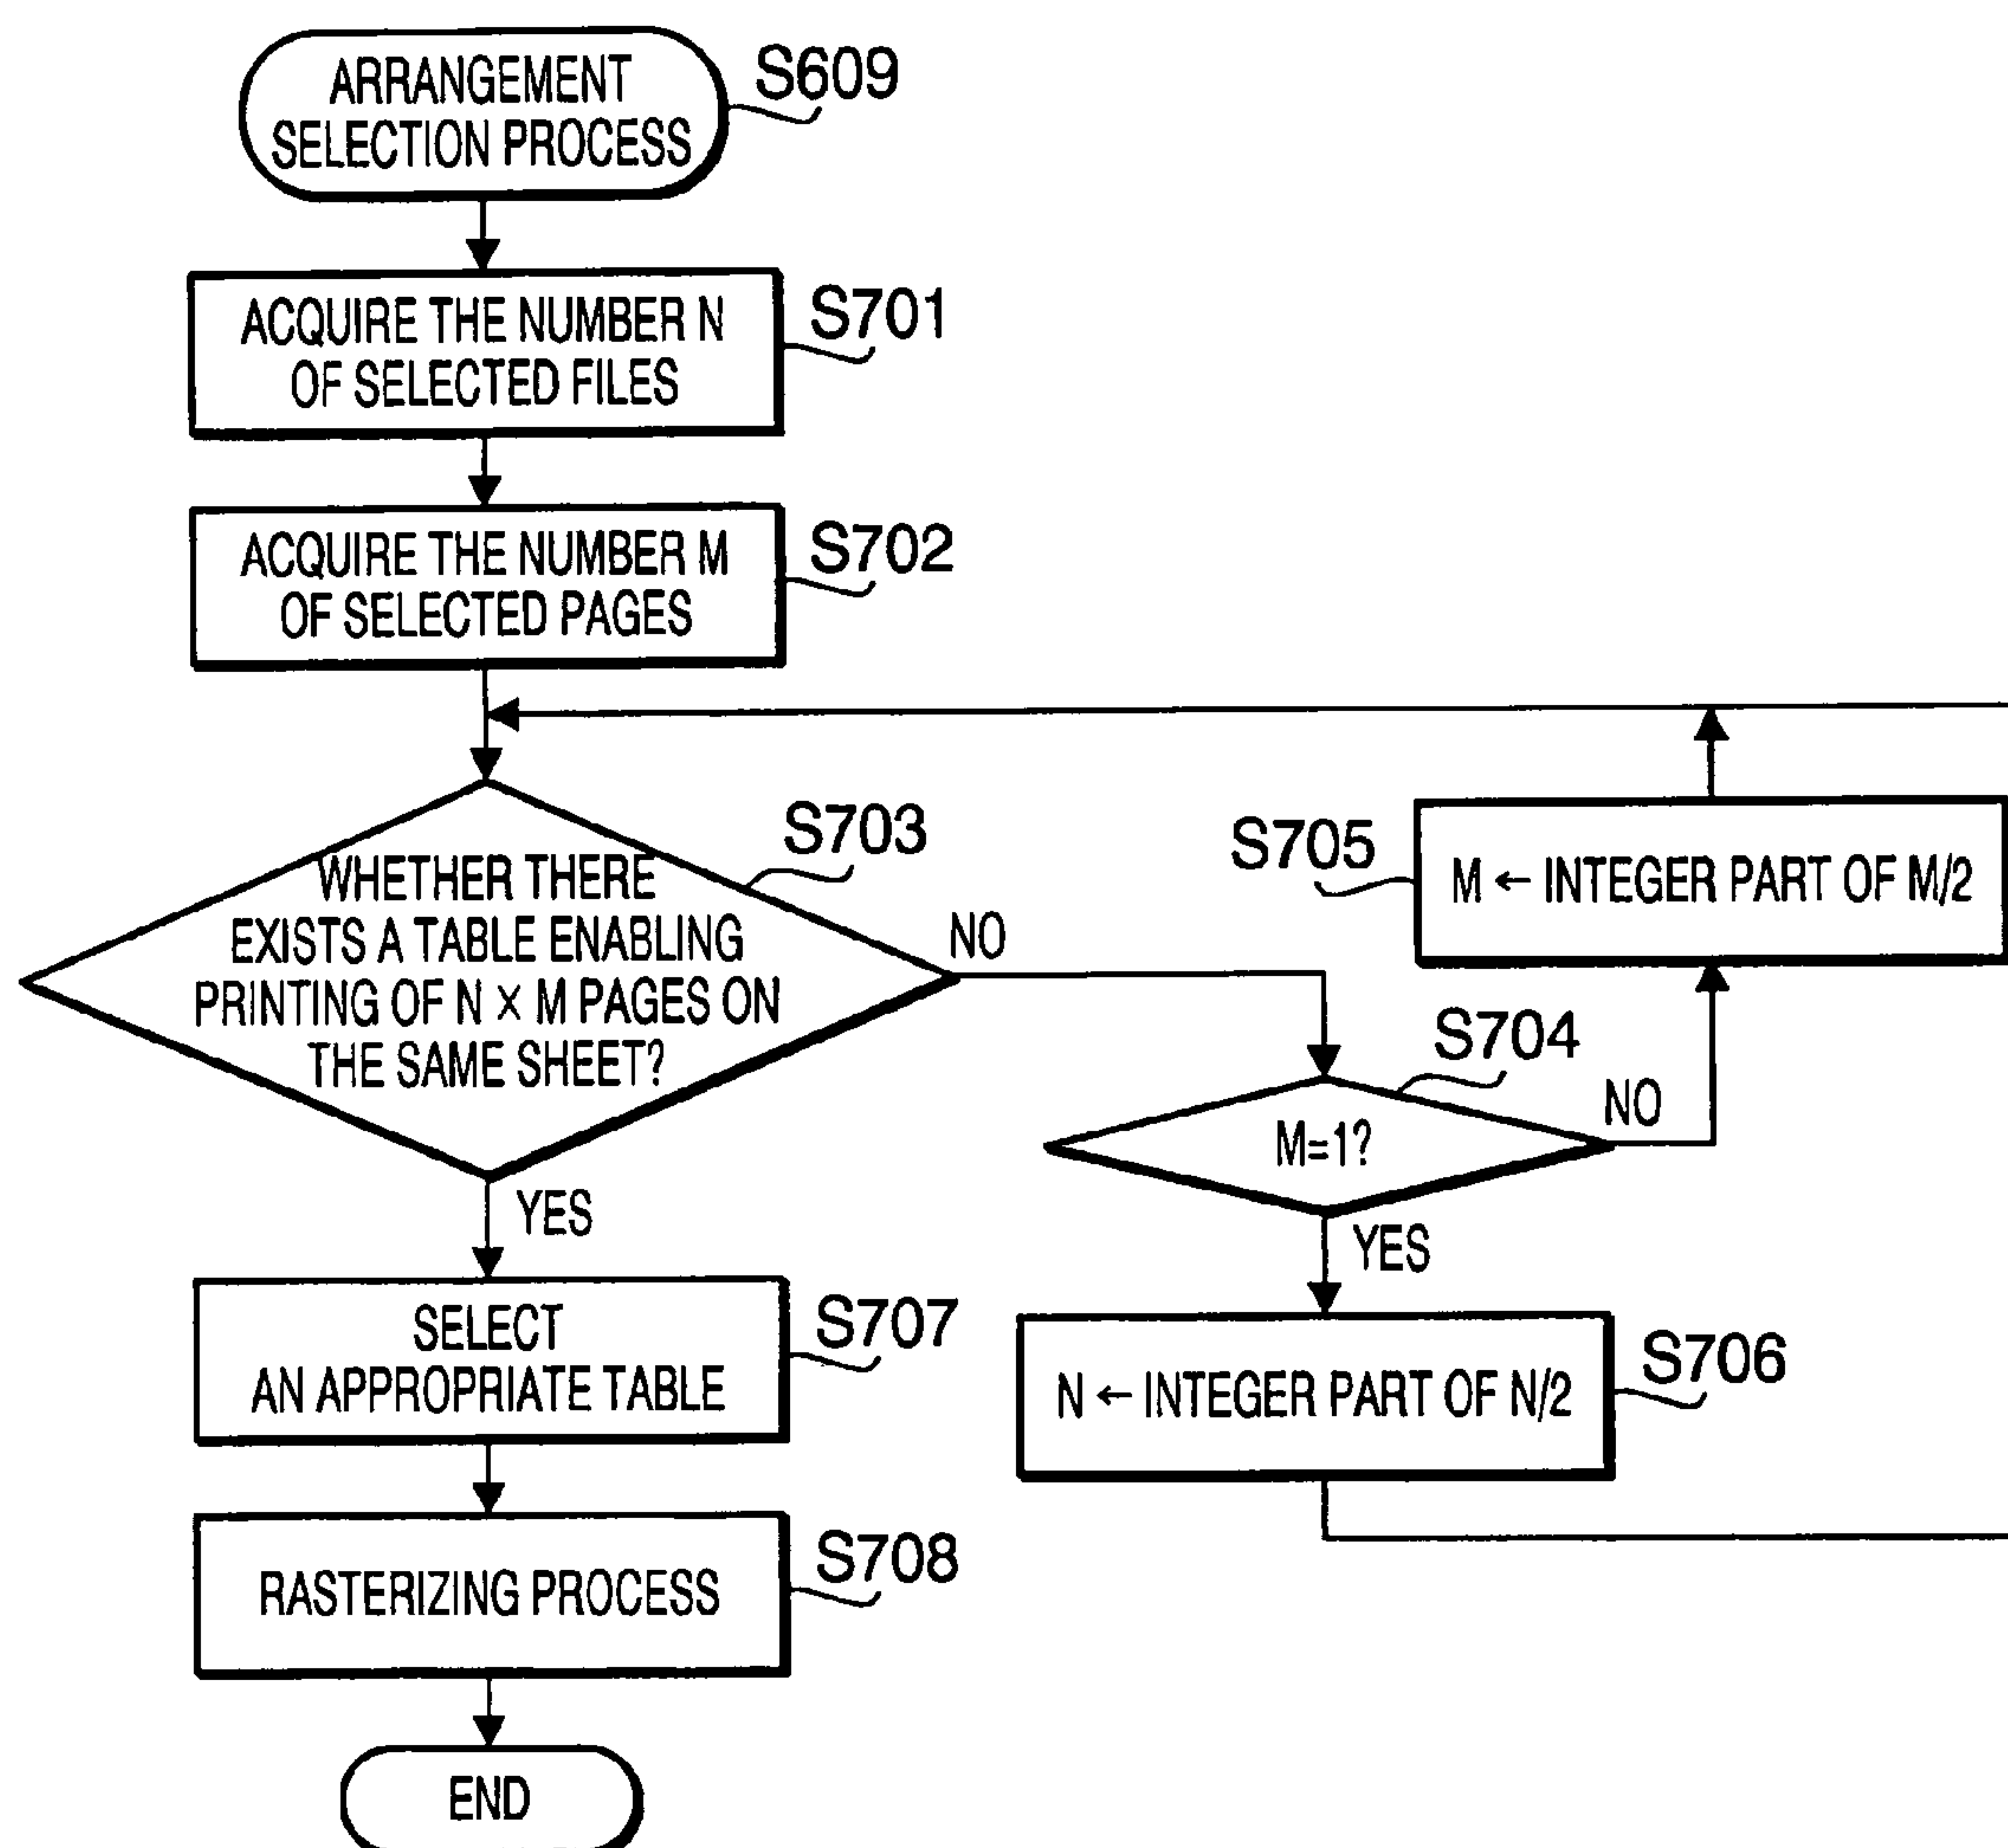 ARRANGEMENT
SELECTION PROCESS
S609
ACQUIRE THE NUMBER N
OF SELECTED FILES
S701
ACQUIRE THE NUMBER M
OF SELECTED PAGES
S702
WHETHER THERE
EXISTS A TABLE ENABLING
PRINTING OF N × M PAGES ON
THE SAME SHEET?
S703
NO
YES
S705
M ← INTEGER PART OF M/2
S704
M=1?
NO
YES
N ← INTEGER PART OF N/2
S706
SELECT
AN APPROPRIATE TABLE
S707
RASTERIZING PROCESS
S708
END